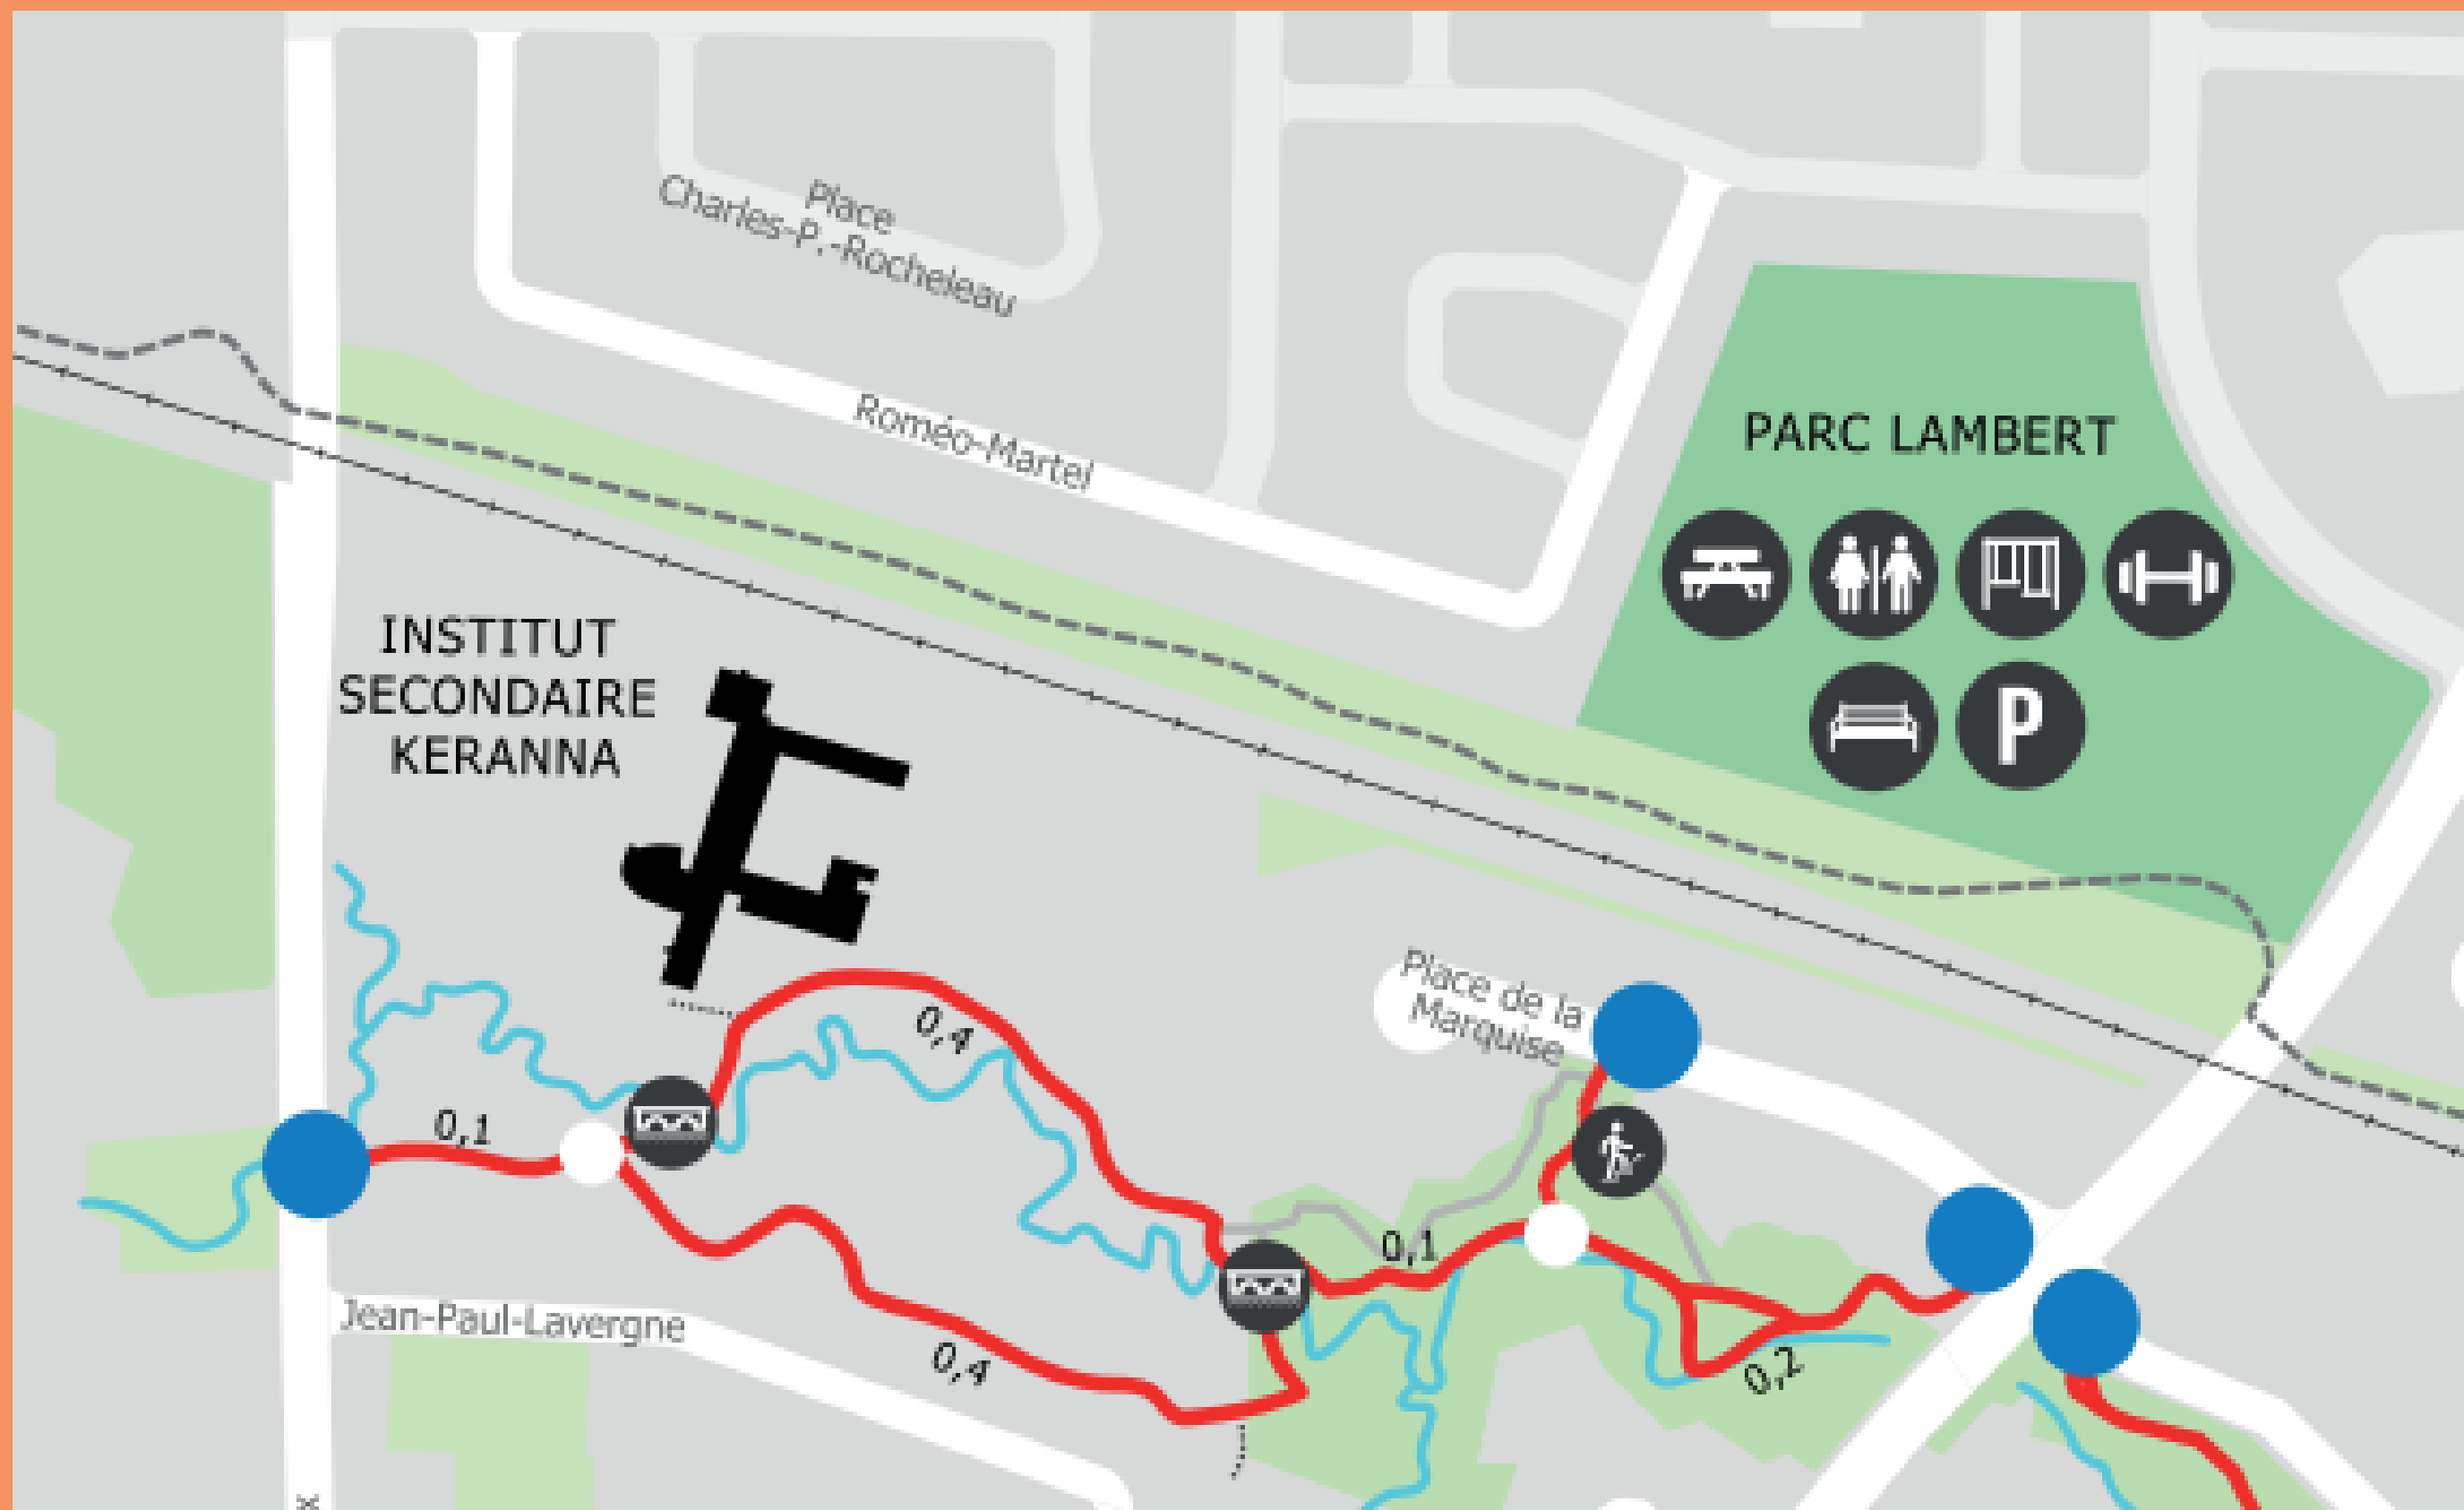 Place
Charles-P.-Rocheleau
Roméo-Martel
PARC LAMBERT
P
INSTITUT
SECONDAIRE
KERANNA
Place de la
Marquise
0,4
0,1
0,1
Jean-Paul-Lavergne
0,4
0,2
x